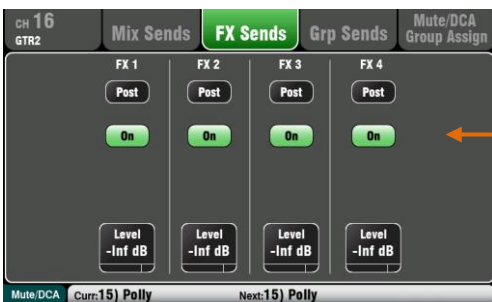 CH 16
GTR2
Mix Sends
FX Sends
Grp Sends
Mute/DCA
Group Assign
FX 1 FX 2 FX 3 FX 4
Post Post Post Post
On On On On
Level Level Level Level
-Inf dB -Inf dB -Inf dB -Inf dB
Mute/DCA Curr:15) Polly Next:15) Polly